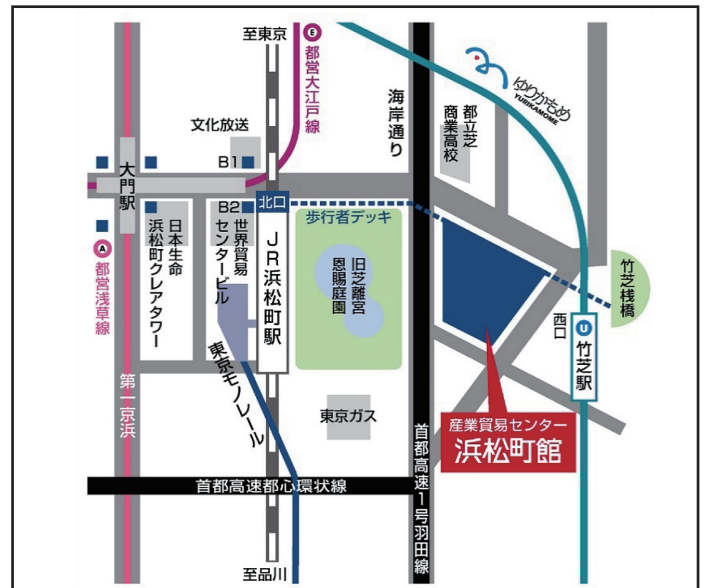 至東京
E
都営大江戸線
ゆりかもめ
YURIKAMOME
海岸通り
都立芝
商業高校
文化放送
B1
大門駅
B2
北口
歩行者デッキ
A
都営浅草線
日本生命
浜松町クレアタワー
世界貿易
センタービル
JR浜松町駅
旧芝離宮
恩賜庭園
竹芝桟橋
西口
U
竹芝駅
第一京浜
東京モノレール
東京ガス
産業貿易センター
浜松町館
首都高速1号羽田線
首都高速都心環状線
至品川